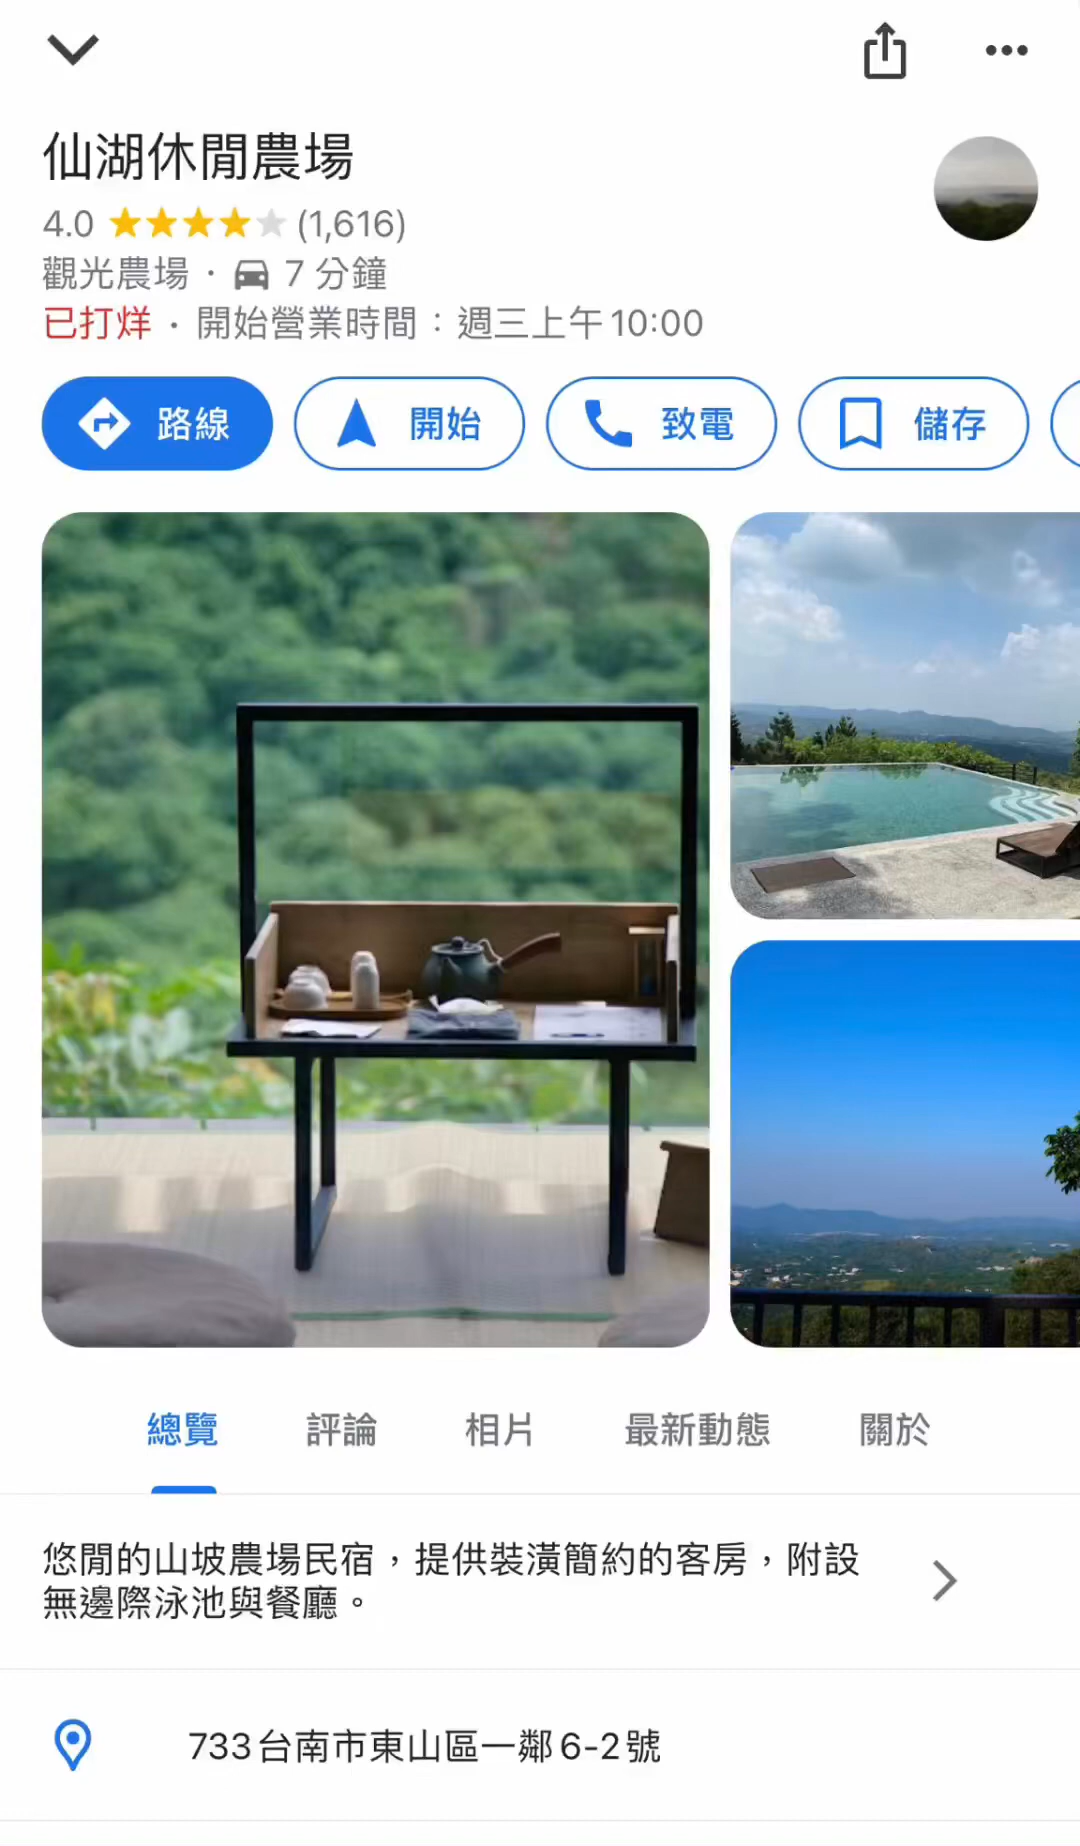 仙湖休閒農場
4.0 (1,616)
觀光農場 · 7 分鐘
已打烊 · 開始營業時間：週三上午10:00
路線 開始 致電 儲存
總覽 評論 相片 最新動態 關於
悠閒的山坡農場民宿，提供裝潢簡約的客房，附設
無邊際泳池與餐廳。
733台南市東山區一鄰6-2號